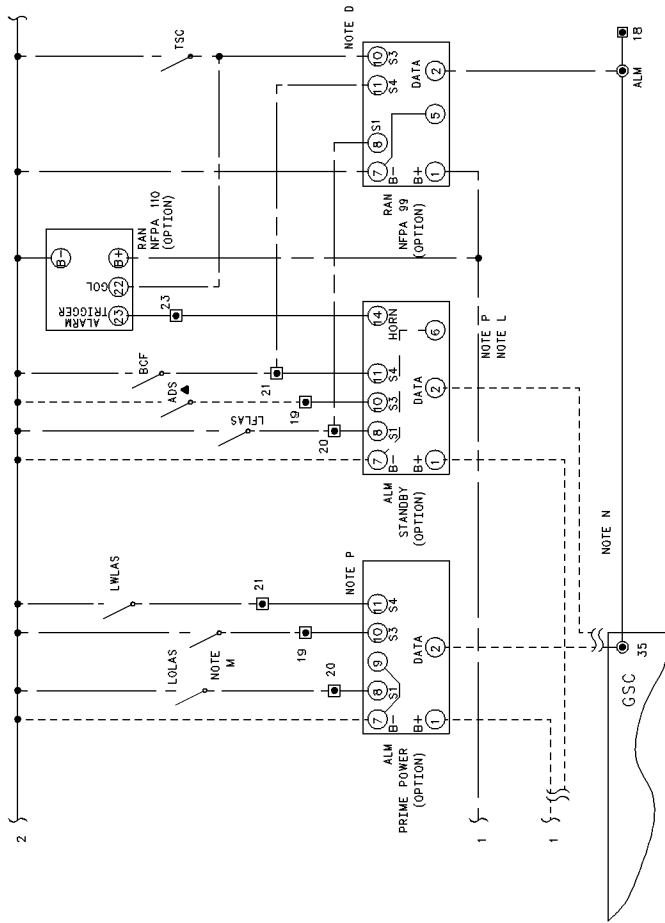 2
LWLAS
LOLAS
NOTE
M
21
19
20
NOTE P
ALM
PRIME POWER
(OPTION)
7
8
9
10
11
B-
S1
S3
S4
B+
DATA
1
2
BCF
ADS
LFLAS
21
19
20
ALM
STANDBY
(OPTION)
7
8
10
11
14
B-
S1
S3
S4
HORN
B+
DATA
1
2
6
23
ALARM
TRIGGER
GOL
23
22
B+
B-
RAN
NFPA 110
(OPTION)
TSC
NOTE D
RAN
NFPA 99
(OPTION)
7
8
11
10
B-
S1
S4
S3
B+
DATA
1
5
2
NOTE P
NOTE L
1
1
NOTE N
GSC
35
ALM
18